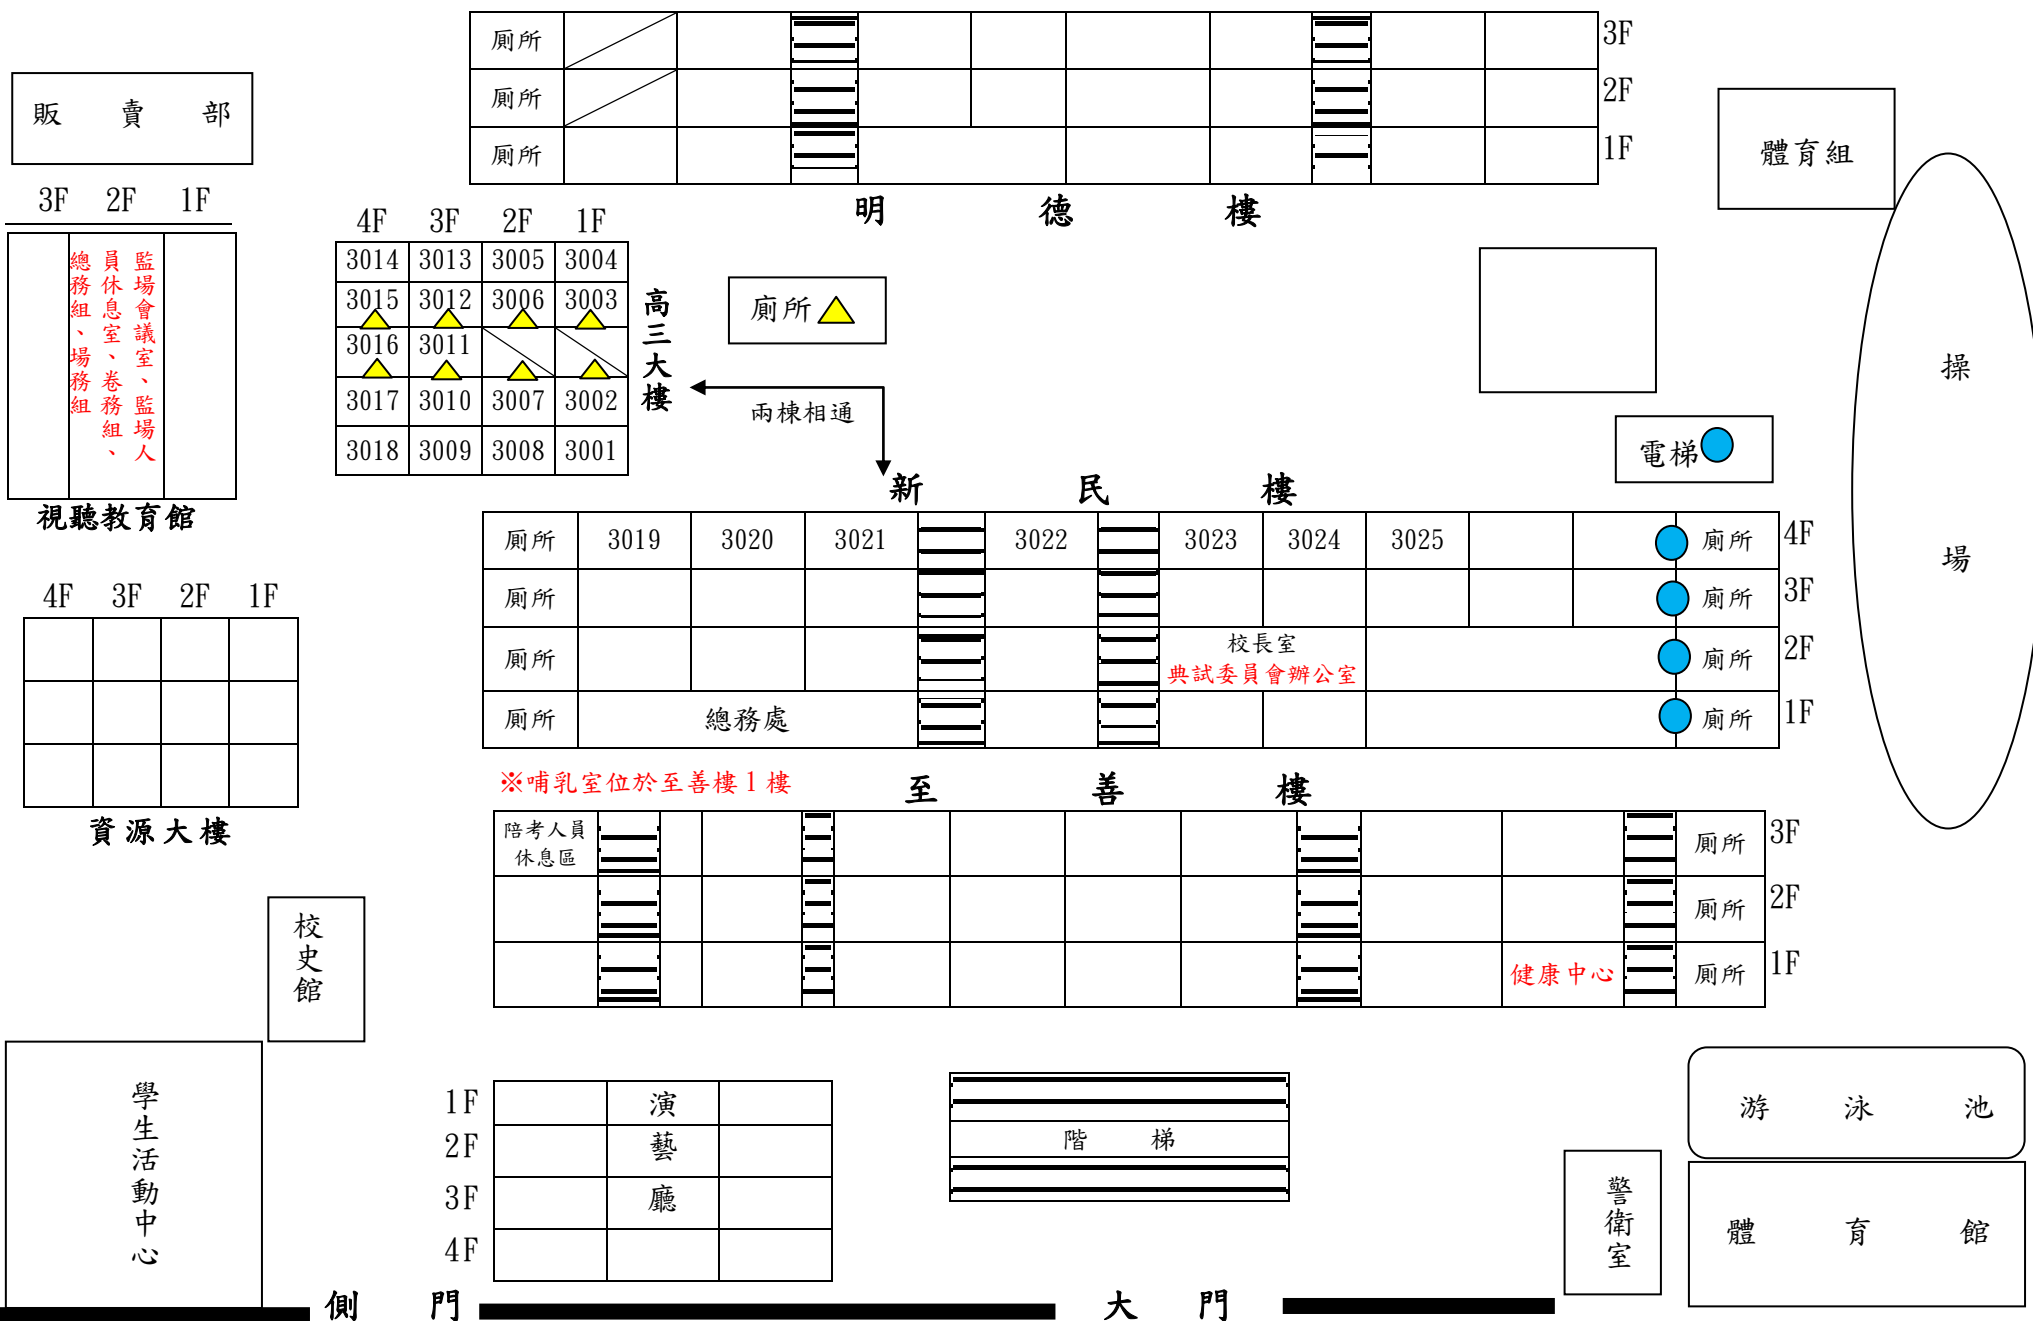 廁所 3F
廁所 2F
廁所 1F
明 德 樓
販 賣 部
體育組
3F 2F 1F
監場會議室、監場人
員休息室、卷務組、
總務組、場務組
視聽教育館
4F 3F 2F 1F
3014 3013 3005 3004
3015 3012 3006 3003
3016 3011
3017 3010 3007 3002
3018 3009 3008 3001
高三大樓
廁所
兩棟相通
操場
電梯
新 民 樓
廁所 3019 3020 3021 3022 3023 3024 3025 廁所 4F
廁所 廁所 3F
廁所 校長室 廁所 2F
典試委員會辦公室
廁所 總務處 廁所 1F
4F 3F 2F 1F
資源大樓
※哺乳室位於至善樓1樓
至 善 樓
陪考人員 廁所 3F
休息區
廁所 2F
健康中心 廁所 1F
校史館
學生活動中心
1F 演
2F 藝
3F 廳
4F
階 梯
游 泳 池
警衛室
體 育 館
側 門
大 門